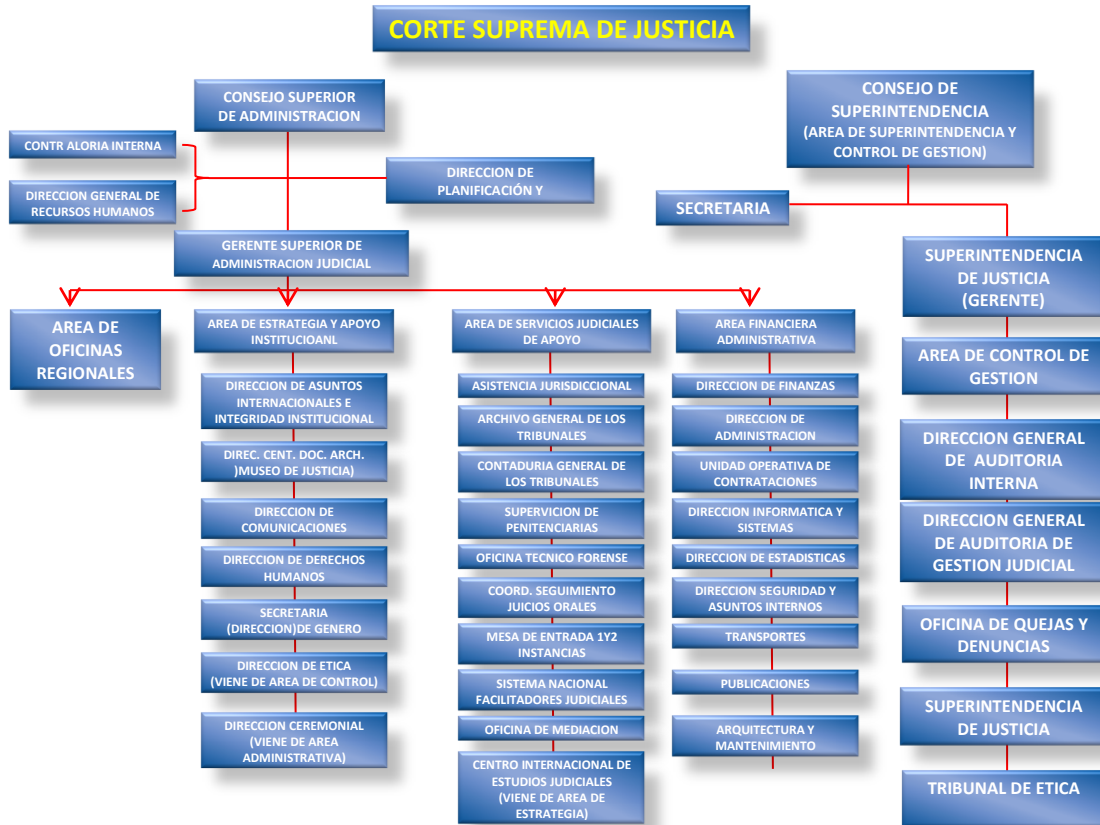 CORTE SUPREMA DE JUSTICIA
CONSEJO SUPERIOR
DE ADMINISTRACION
CONTR ALORIA INTERNA
DIRECCION GENERAL DE
RECURSOS HUMANOS
DIRECCION DE
PLANIFICACIÓN Y
GERENTE SUPERIOR DE
ADMINISTRACION JUDICIAL
CONSEJO DE
SUPERINTENDENCIA
(AREA DE SUPERINTENDENCIA Y
CONTROL DE GESTION)
SECRETARIA
AREA DE
OFICINAS
REGIONALES
AREA DE ESTRATEGIA Y APOYO
INSTITUCIOANL
DIRECCION DE ASUNTOS
INTERNACIONALES E
INTEGRIDAD INSTITUCIONAL
DIREC. CENT. DOC. ARCH.
)MUSEO DE JUSTICIA)
DIRECCION DE
COMUNICACIONES
DIRECCION DE DERECHOS
HUMANOS
SECRETARIA
(DIRECCION)DE GENERO
DIRECCION DE ETICA
(VIENE DE AREA DE CONTROL)
DIRECCION CEREMONIAL
(VIENE DE AREA
ADMINISTRATIVA)
AREA DE SERVICIOS JUDICIALES
DE APOYO
ASISTENCIA JURISDICCIONAL
ARCHIVO GENERAL DE LOS
TRIBUNALES
CONTADURIA GENERAL DE
LOS TRIBUNALES
SUPERVICION DE
PENITENCIARIAS
OFICINA TECNICO FORENSE
COORD. SEGUIMIENTO
JUICIOS ORALES
MESA DE ENTRADA 1Y2
INSTANCIAS
SISTEMA NACIONAL
FACILITADORES JUDICIALES
OFICINA DE MEDIACION
CENTRO INTERNACIONAL DE
ESTUDIOS JUDICIALES
(VIENE DE AREA DE
ESTRATEGIA)
AREA FINANCIERA
ADMINISTRATIVA
DIRECCION DE FINANZAS
DIRECCION DE
ADMINISTRACION
UNIDAD OPERATIVA DE
CONTRATACIONES
DIRECCION INFORMATICA Y
SISTEMAS
DIRECCION DE ESTADISTICAS
DIRECCION SEGURIDAD Y
ASUNTOS INTERNOS
TRANSPORTES
PUBLICACIONES
ARQUITECTURA Y
MANTENIMIENTO
SUPERINTENDENCIA
DE JUSTICIA
(GERENTE)
AREA DE CONTROL DE
GESTION
DIRECCION GENERAL
DE AUDITORIA
INTERNA
DIRECCION GENERAL
DE AUDITORIA DE
GESTION JUDICIAL
OFICINA DE QUEJAS Y
DENUNCIAS
SUPERINTENDENCIA
DE JUSTICIA
TRIBUNAL DE ETICA